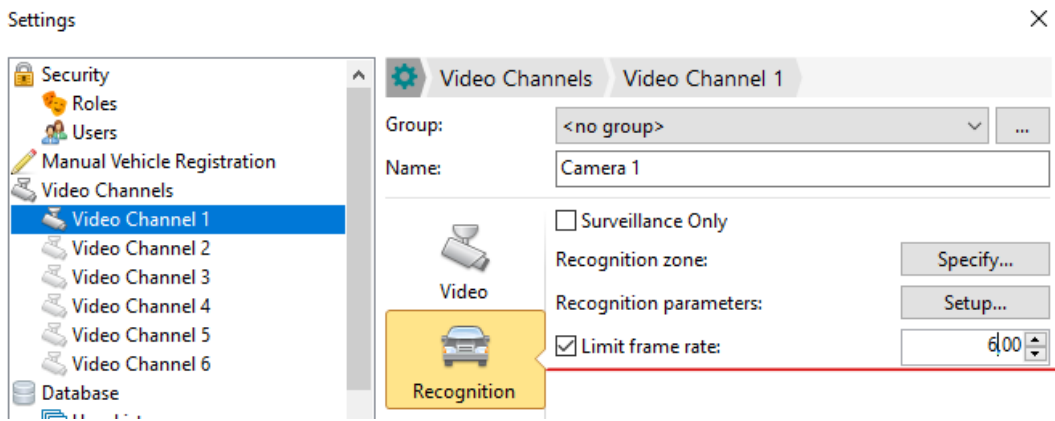 Settings
Security
Roles
Users
Manual Vehicle Registration
Video Channels
Video Channel 1
Video Channel 2
Video Channel 3
Video Channel 4
Video Channel 5
Video Channel 6
Database
Video Channels Video Channel 1
Group: <no group> ...
Name: Camera 1
Video
Recognition
Surveillance Only
Recognition zone: Specify...
Recognition parameters: Setup...
Limit frame rate: 6,00